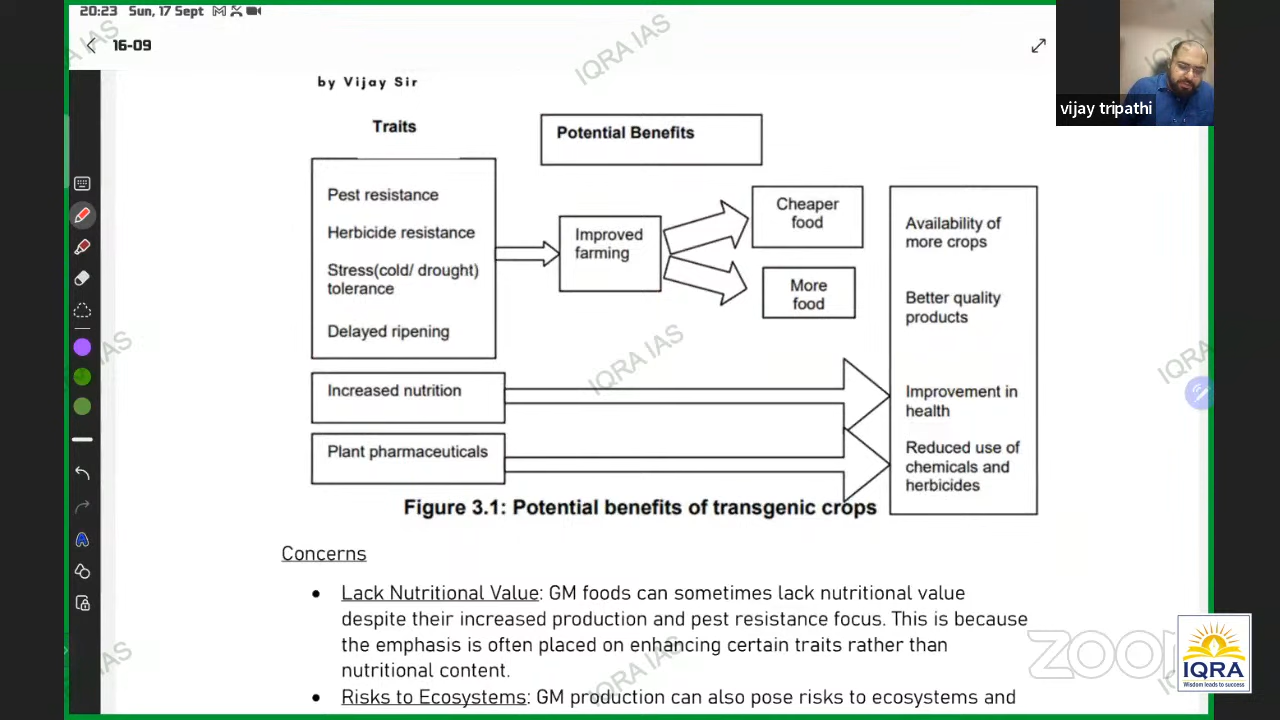 20:23 Sun, 17 Sept
16-09
IQRA IAS
by Vijay Sir
vijay tripathi
Traits
Potential Benefits
Pest resistance
Herbicide resistance
Stress(cold/ drought)
tolerance
Delayed ripening
Improved
farming
Cheaper
food
More
food
Availability of
more crops
Better quality
products
Improvement in
health
Reduced use of
chemicals and
herbicides
Increased nutrition
Plant pharmaceuticals
IQRA IAS
Figure 3.1: Potential benefits of transgenic crops
Concerns
• Lack Nutritional Value: GM foods can sometimes lack nutritional value
despite their increased production and pest resistance focus. This is because
the emphasis is often placed on enhancing certain traits rather than
nutritional content.
• Risks to Ecosystems: GM production can also pose risks to ecosystems and
IQRA IAS
zoom
IQRA
Wisdom leads to success